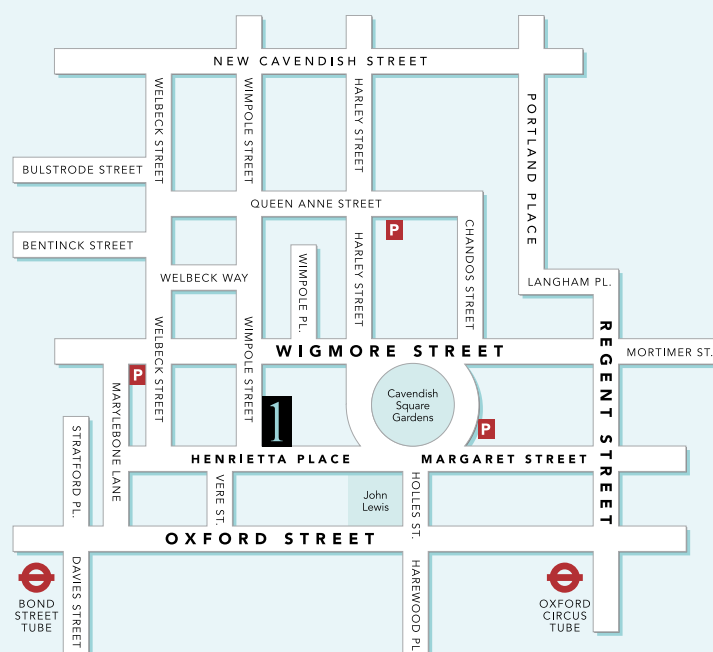 NEW CAVENDISH STREET
WELBECK STREET
WIMPOLE STREET
HARLEY STREET
PORTLAND PLACE
BULSTRODE STREET
QUEEN ANNE STREET
P
BENTINCK STREET
HARLEY STREET
CHANDOS STREET
WELBECK WAY
WIMPOLE PL.
LANGHAM PL.
WELBECK STREET
WIMPOLE STREET
WIGMORE STREET
REGENT STREET
MORTIMER ST.
P
MARYLEBONE LANE
Cavendish
Square
Gardens
1
P
STRATFORD PL.
HENRIETTA PLACE
MARGARET STREET
VERE ST.
John
Lewis
HOLLES ST.
OXFORD STREET
BOND
STREET
TUBE
DAVIES STREET
HAREWOOD PL
OXFORD
CIRCUS
TUBE